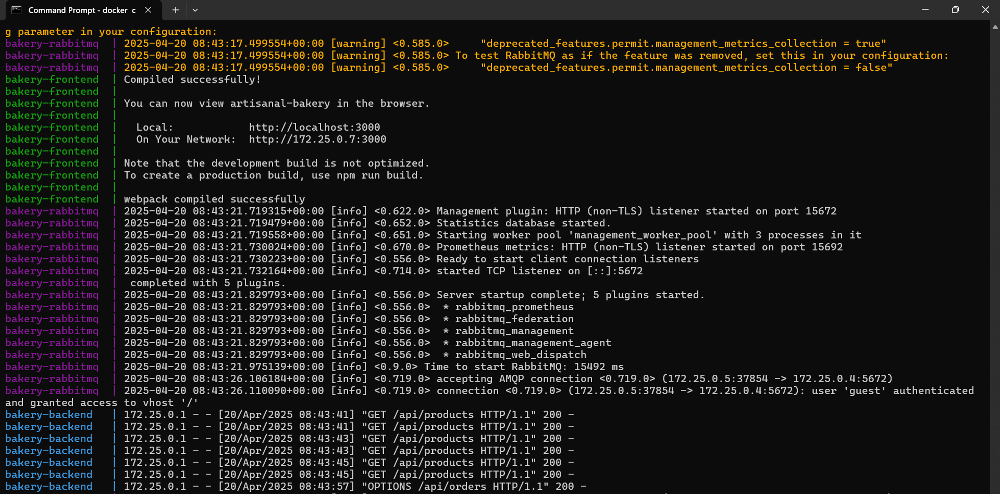 Command Prompt - docker c
g parameter in your configuration:
bakery-rabbitmq  | 2025-04-20 08:43:17.499554+00:00 [warning] <0.585.0>     "deprecated_features.permit.management_metrics_collection = true"
bakery-rabbitmq  | 2025-04-20 08:43:17.499554+00:00 [warning] <0.585.0> To test RabbitMQ as if the feature was removed, set this in your configuration:
bakery-rabbitmq  | 2025-04-20 08:43:17.499554+00:00 [warning] <0.585.0>     "deprecated_features.permit.management_metrics_collection = false"
bakery-frontend  | Compiled successfully!
bakery-frontend  |
bakery-frontend  | You can now view artisanal-bakery in the browser.
bakery-frontend  |
bakery-frontend  |   Local:            http://localhost:3000
bakery-frontend  |   On Your Network:  http://172.25.0.7:3000
bakery-frontend  |
bakery-frontend  | Note that the development build is not optimized.
bakery-frontend  | To create a production build, use npm run build.
bakery-frontend  |
bakery-frontend  | webpack compiled successfully
bakery-rabbitmq  | 2025-04-20 08:43:21.719315+00:00 [info] <0.622.0> Management plugin: HTTP (non-TLS) listener started on port 15672
bakery-rabbitmq  | 2025-04-20 08:43:21.719479+00:00 [info] <0.652.0> Statistics database started.
bakery-rabbitmq  | 2025-04-20 08:43:21.719558+00:00 [info] <0.651.0> Starting worker pool 'management_worker_pool' with 3 processes in it
bakery-rabbitmq  | 2025-04-20 08:43:21.730024+00:00 [info] <0.670.0> Prometheus metrics: HTTP (non-TLS) listener started on port 15692
bakery-rabbitmq  | 2025-04-20 08:43:21.730223+00:00 [info] <0.556.0> Ready to start client connection listeners
bakery-rabbitmq  | 2025-04-20 08:43:21.732164+00:00 [info] <0.714.0> started TCP listener on [::]:5672
bakery-rabbitmq  |  completed with 5 plugins.
bakery-rabbitmq  | 2025-04-20 08:43:21.829793+00:00 [info] <0.556.0> Server startup complete; 5 plugins started.
bakery-rabbitmq  | 2025-04-20 08:43:21.829793+00:00 [info] <0.556.0>  * rabbitmq_prometheus
bakery-rabbitmq  | 2025-04-20 08:43:21.829793+00:00 [info] <0.556.0>  * rabbitmq_federation
bakery-rabbitmq  | 2025-04-20 08:43:21.829793+00:00 [info] <0.556.0>  * rabbitmq_management
bakery-rabbitmq  | 2025-04-20 08:43:21.829793+00:00 [info] <0.556.0>  * rabbitmq_management_agent
bakery-rabbitmq  | 2025-04-20 08:43:21.829793+00:00 [info] <0.556.0>  * rabbitmq_web_dispatch
bakery-rabbitmq  | 2025-04-20 08:43:21.975139+00:00 [info] <0.9.0> Time to start RabbitMQ: 15492 ms
bakery-rabbitmq  | 2025-04-20 08:43:26.106184+00:00 [info] <0.719.0> accepting AMQP connection <0.719.0> (172.25.0.5:37854 -> 172.25.0.4:5672)
bakery-rabbitmq  | 2025-04-20 08:43:26.110090+00:00 [info] <0.719.0> connection <0.719.0> (172.25.0.5:37854 -> 172.25.0.4:5672): user 'guest' authenticated
and granted access to vhost '/'
bakery-backend   | 172.25.0.1 - - [20/Apr/2025 08:43:41] "GET /api/products HTTP/1.1" 200 -
bakery-backend   | 172.25.0.1 - - [20/Apr/2025 08:43:41] "GET /api/products HTTP/1.1" 200 -
bakery-backend   | 172.25.0.1 - - [20/Apr/2025 08:43:43] "GET /api/products HTTP/1.1" 200 -
bakery-backend   | 172.25.0.1 - - [20/Apr/2025 08:43:43] "GET /api/products HTTP/1.1" 200 -
bakery-backend   | 172.25.0.1 - - [20/Apr/2025 08:43:45] "GET /api/products HTTP/1.1" 200 -
bakery-backend   | 172.25.0.1 - - [20/Apr/2025 08:43:45] "GET /api/products HTTP/1.1" 200 -
bakery-backend   | 172.25.0.1 - - [20/Apr/2025 08:43:57] "OPTIONS /api/orders HTTP/1.1" 200 -